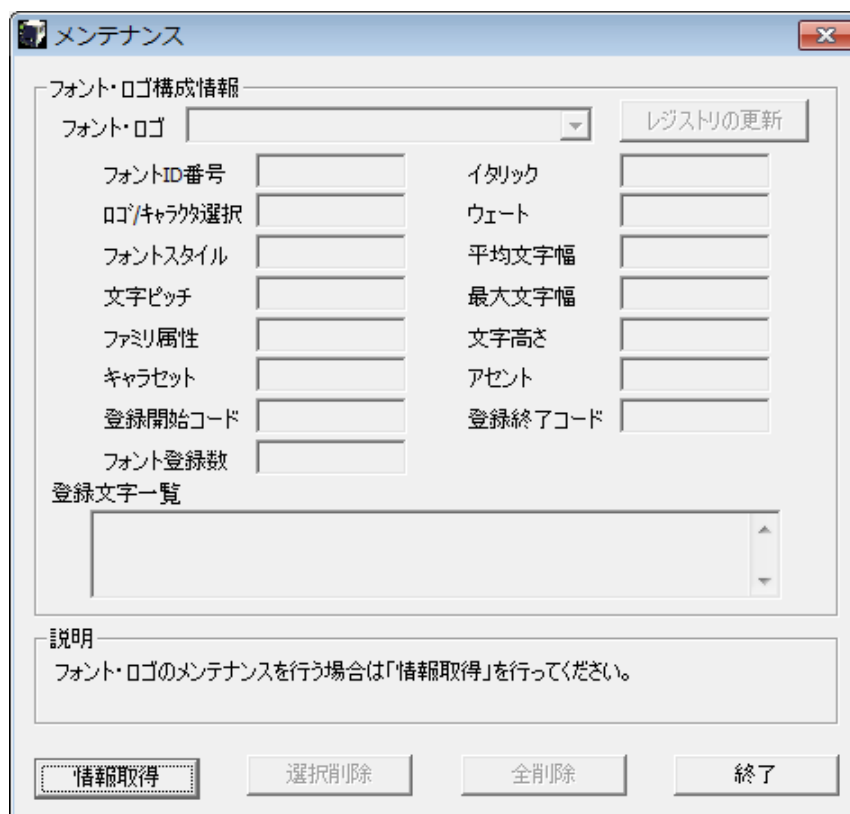 メンテナンス
フォント・ロゴ構成情報
フォント・ロゴ レジストリの更新
フォントID番号 イタリック
ロゴ/キャラクタ選択 ウェート
フォントスタイル 平均文字幅
文字ピッチ 最大文字幅
ファミリ属性 文字高さ
キャラセット アセント
登録開始コード 登録終了コード
フォント登録数
登録文字一覧
説明
フォント・ロゴのメンテナンスを行う場合は「情報取得」を行ってください。
情報取得 選択削除 全削除 終了